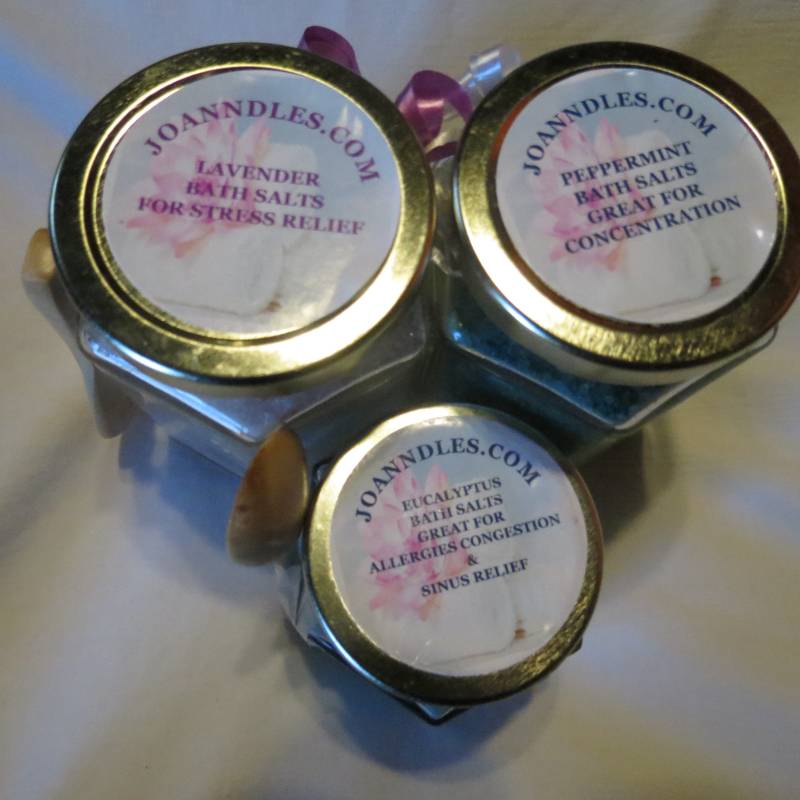 JOANNDLES.COM
LAVENDER
BATH SALTS
FOR STRESS RELIEF
JOANNDLES.COM
PEPPERMINT
BATH SALTS
GREAT FOR
CONCENTRATION
JOANNDLES.COM
EUCALYPTUS
BATH SALTS
GREAT FOR
ALLERGIES CONGESTION
&
SINUS RELIEF